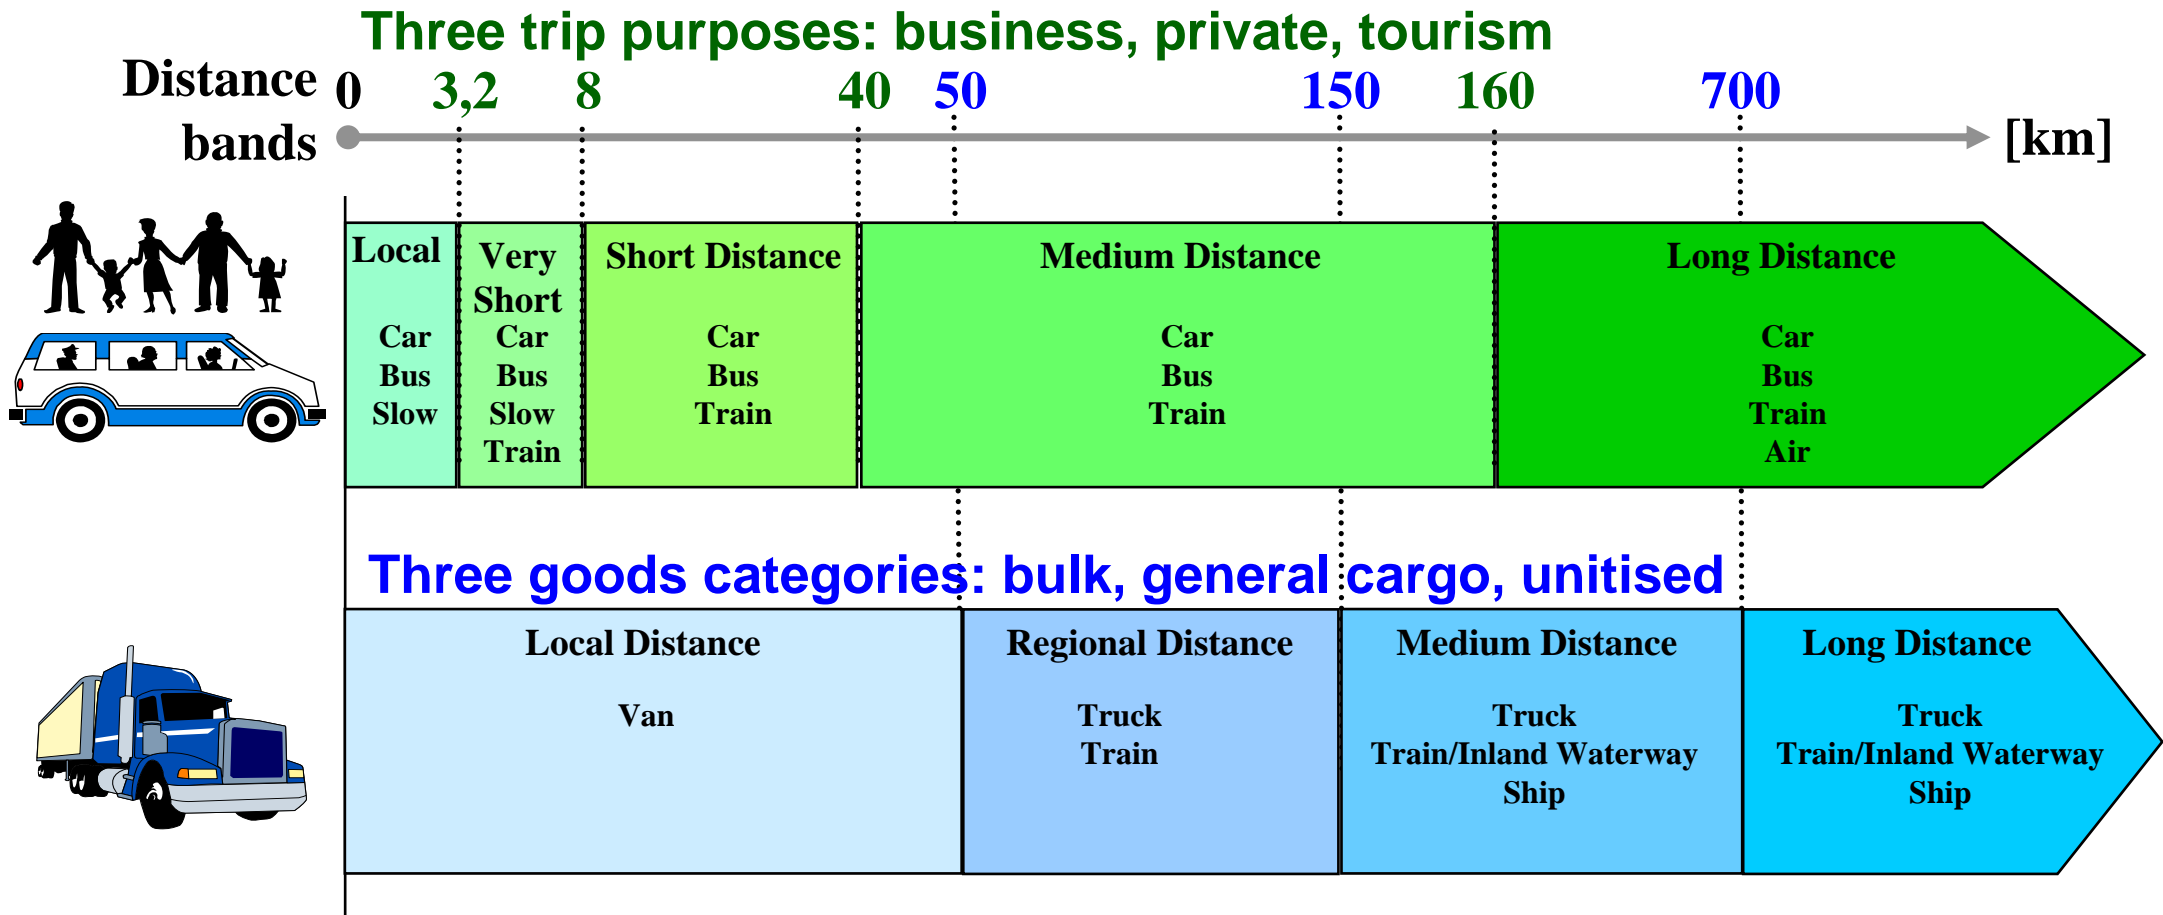 Three trip purposes: business, private, tourism
Distance bands
0 3,2 8 40 50 150 160 700 [km]
Local
Car
Bus
Slow
Very
Short
Car
Bus
Slow
Train
Short Distance
Car
Bus
Train
Medium Distance
Car
Bus
Train
Long Distance
Car
Bus
Train
Air
Three goods categories: bulk, general cargo, unitised
Local Distance
Van
Regional Distance
Truck
Train
Medium Distance
Truck
Train/Inland Waterway
Ship
Long Distance
Truck
Train/Inland Waterway
Ship